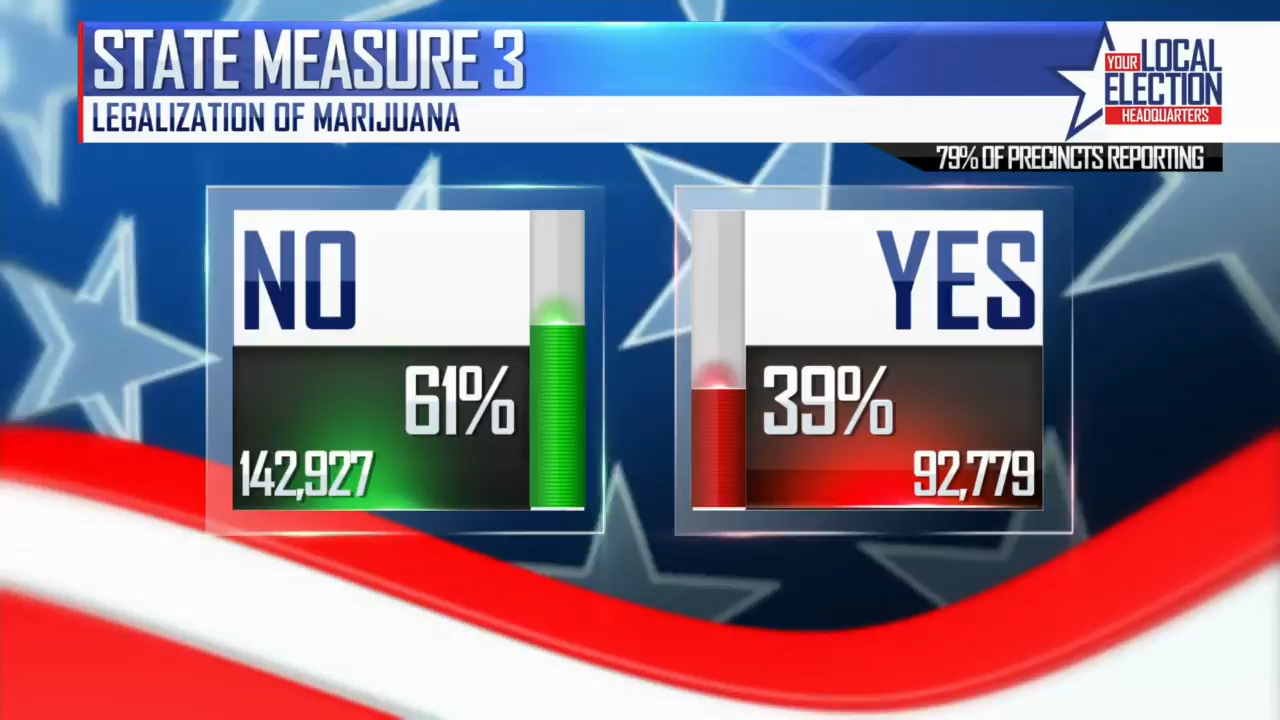 STATE MEASURE 3
LEGALIZATION OF MARIJUANA
YOUR LOCAL
ELECTION
HEADQUARTERS
79% OF PRECINCTS REPORTING
NO
61%
142,927
YES
39%
92,779